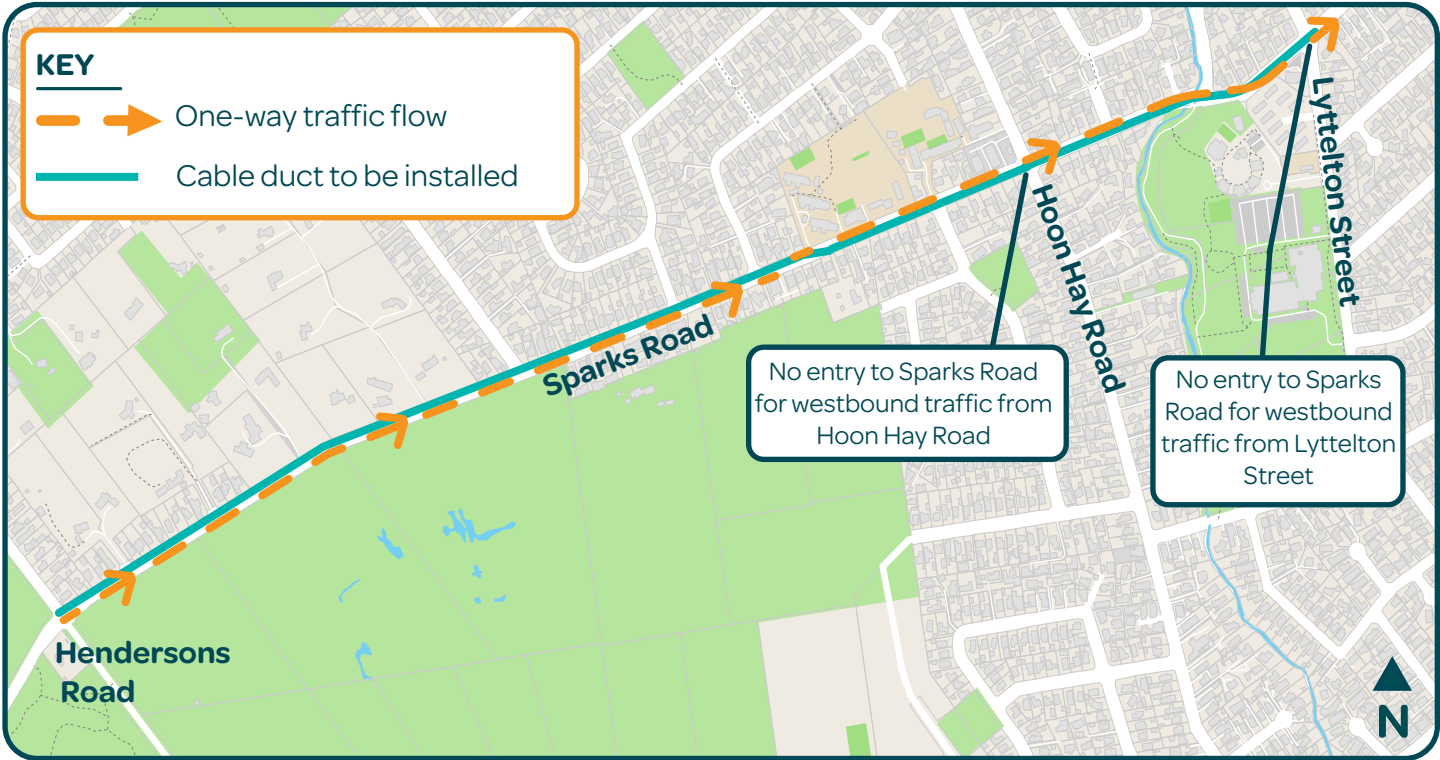 KEY
One-way traffic flow
Cable duct to be installed
Lyttelton Street
Hoon Hay Road
Sparks Road
No entry to Sparks Road
for westbound traffic from
Hoon Hay Road
No entry to Sparks
Road for westbound
traffic from Lyttelton
Street
Hendersons
Road
N